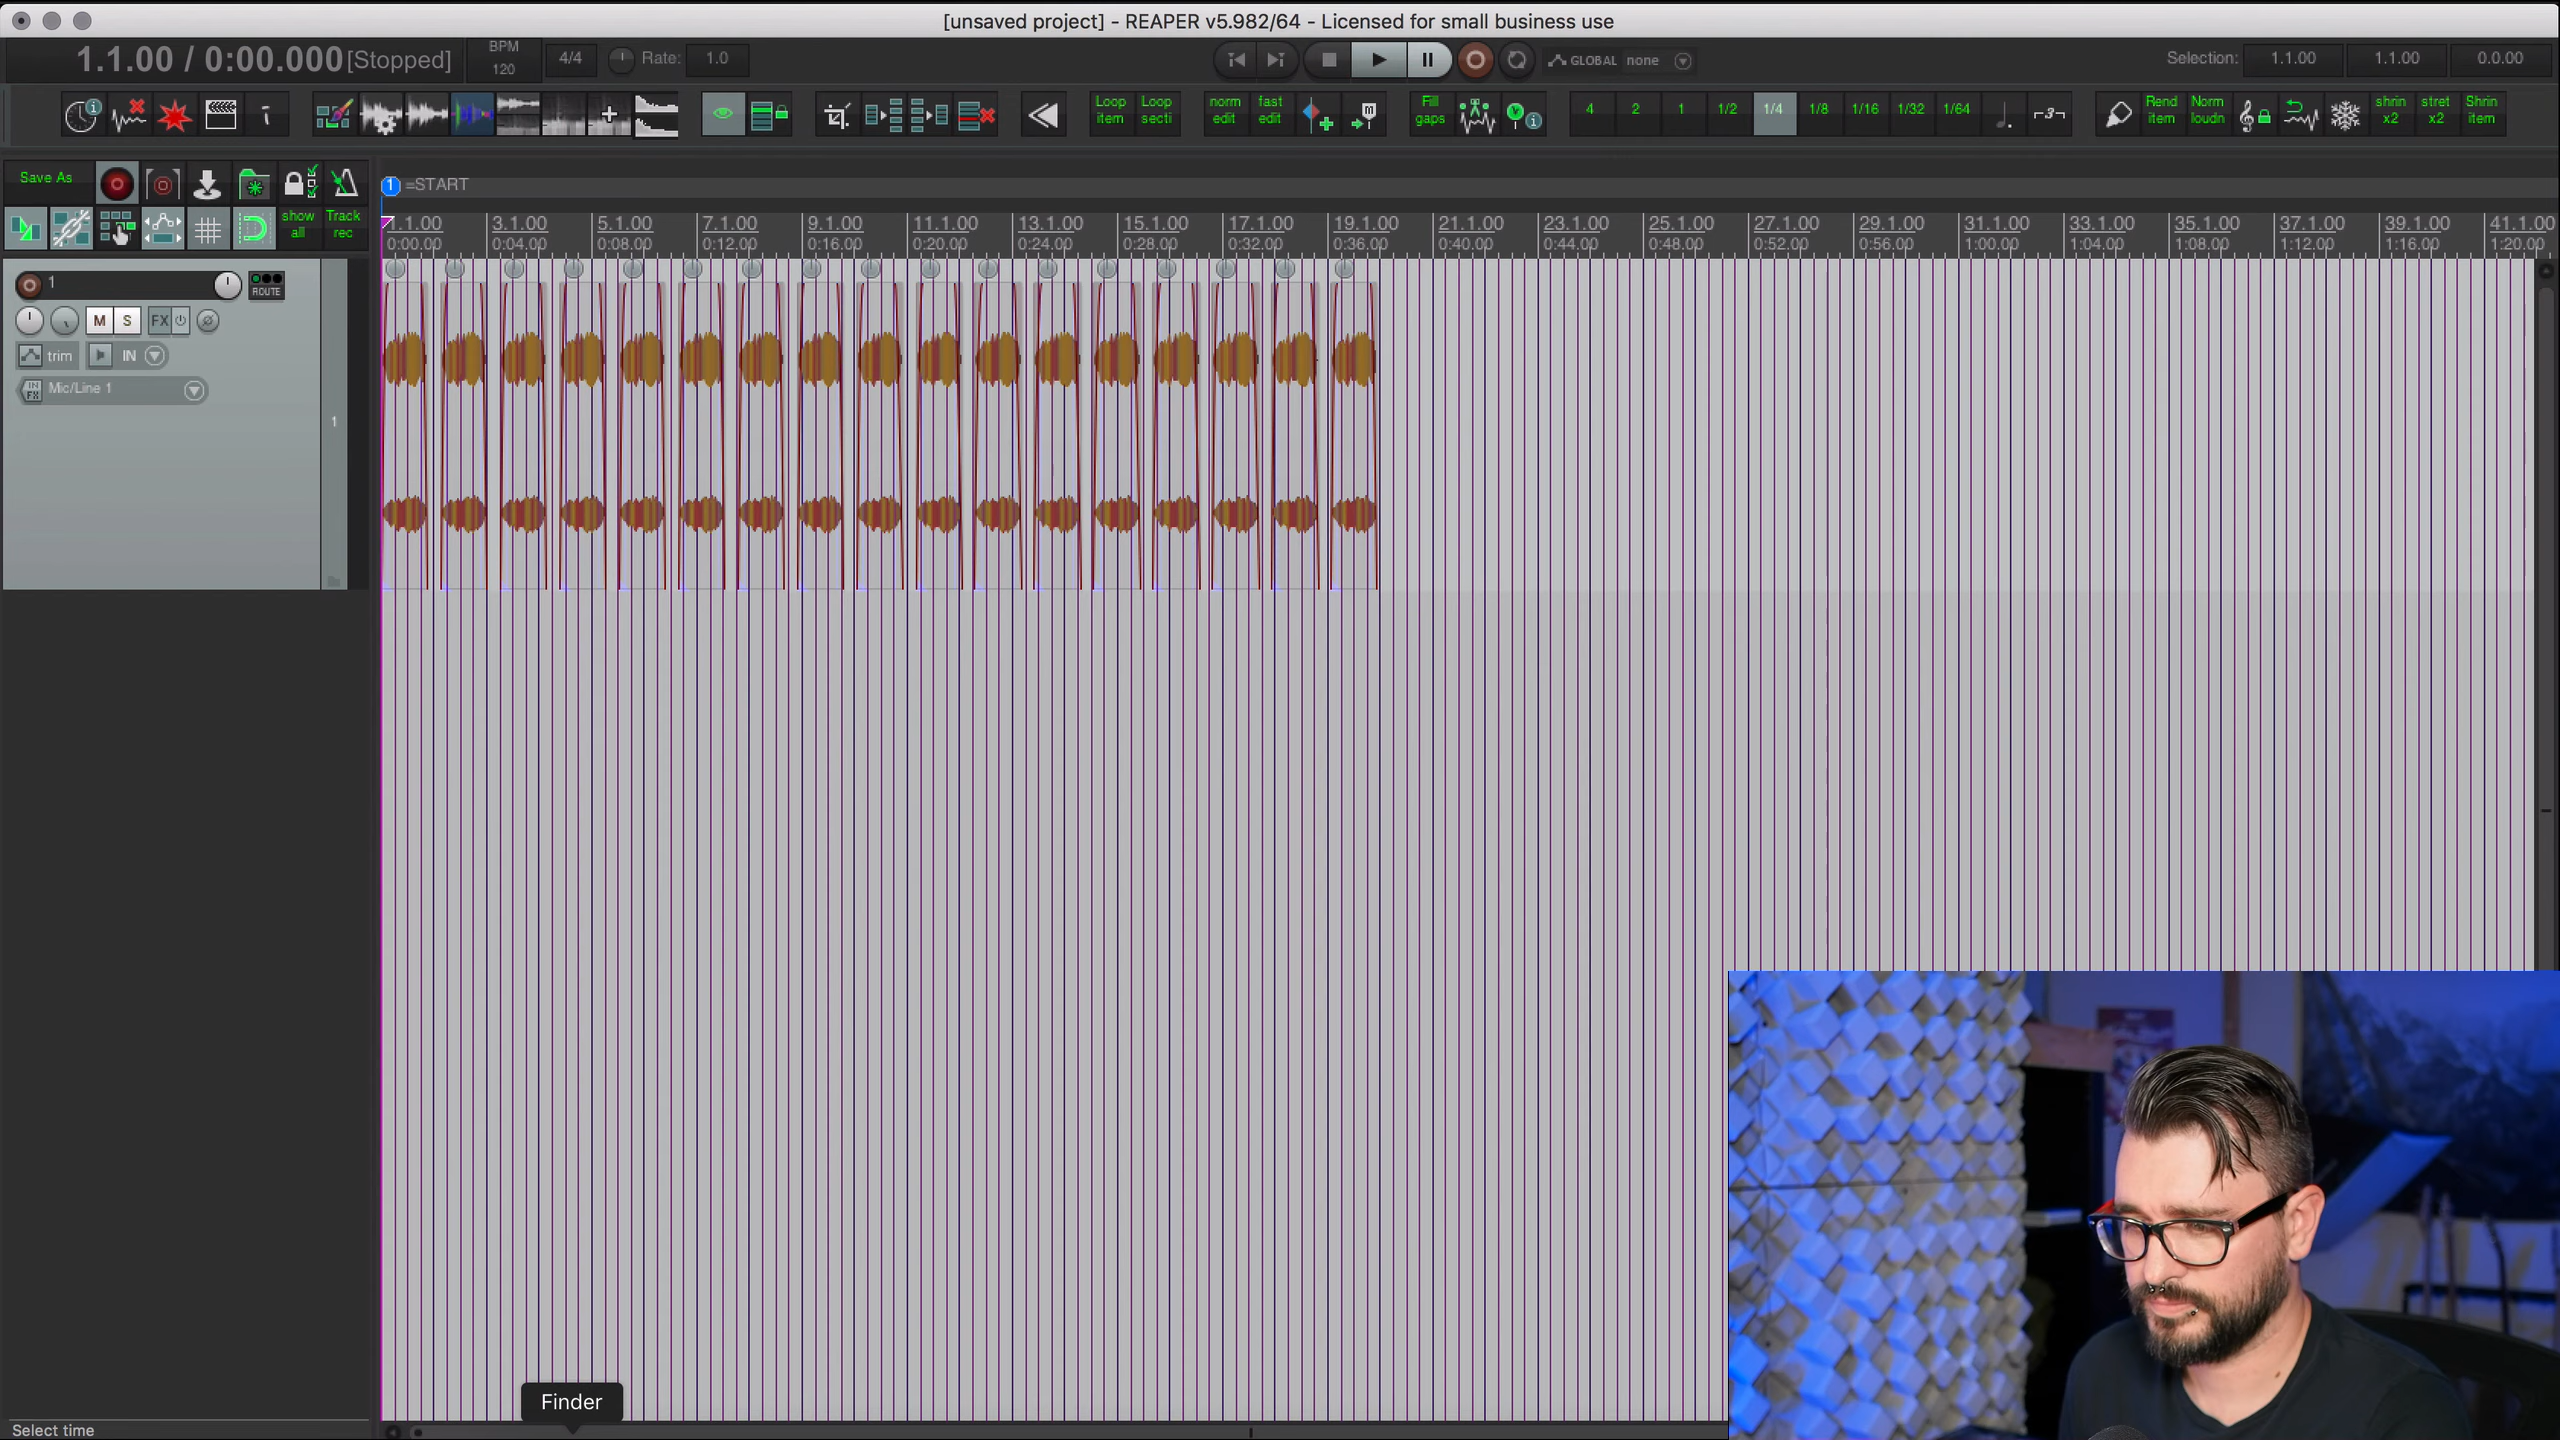 [unsaved project] - REAPER v5.982/64 - Licensed for small business use
1.1.00 / 0:00.000 [Stopped]
BPM
120
4/4
Rate:
1.0
GLOBAL none
Selection:
1.1.00
1.1.00
0.0.00
Loop item
Loop secti
norm edit
fast edit
Fill gaps
4
2
1
1/2
1/4
1/8
1/16
1/32
1/64
-3-
Rend item
Norm loudn
shrin x2
stret x2
Shrin item
Save As
show all
Track rec
1 =START
1.1.00 3.1.00 5.1.00 7.1.00 9.1.00 11.1.00 13.1.00 15.1.00 17.1.00 19.1.00 21.1.00 23.1.00 25.1.00 27.1.00 29.1.00 31.1.00 33.1.00 35.1.00 37.1.00 39.1.00 41.1.00
0:00.00 0:04.00 0:08.00 0:12.00 0:16.00 0:20.00 0:24.00 0:28.00 0:32.00 0:36.00 0:40.00 0:44.00 0:48.00 0:52.00 0:56.00 1:00.00 1:04.00 1:08.00 1:12.00 1:16.00 1:20.00
1
ROUTE
M S FX
trim IN
IN FX Mic/Line 1
1
Finder
Select time